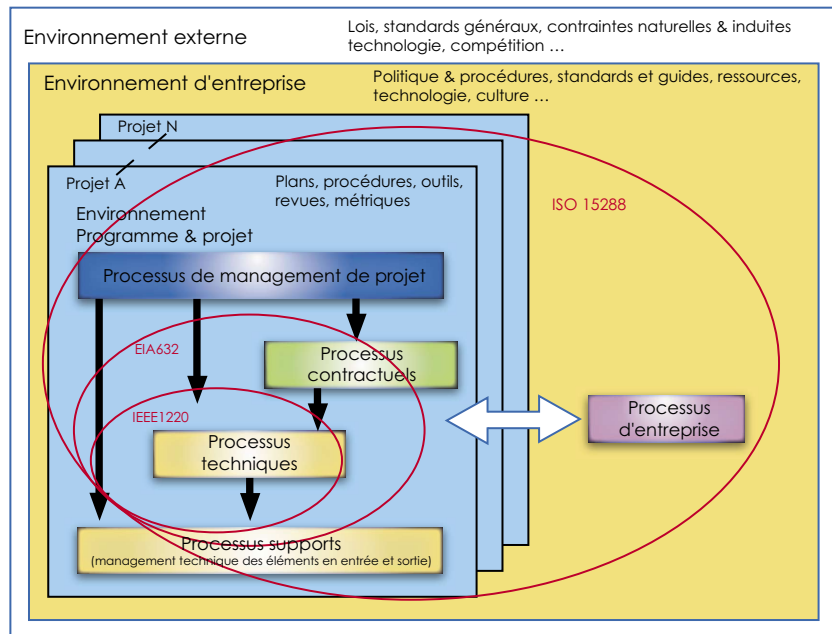 Environnement externe
Lois, standards généraux, contraintes naturelles & induites
technologie, compétition ...
Environnement d'entreprise
Politique & procédures, standards et guides, ressources,
technologie, culture ...
Projet N
Projet A
Plans, procédures, outils,
revues, métriques
ISO 15288
Environnement
Programme & projet
Processus de management de projet
EIA632
Processus
contractuels
IEEE1220
Processus
d'entreprise
Processus
techniques
Processus supports
(management technique des éléments en entrée et sortie)